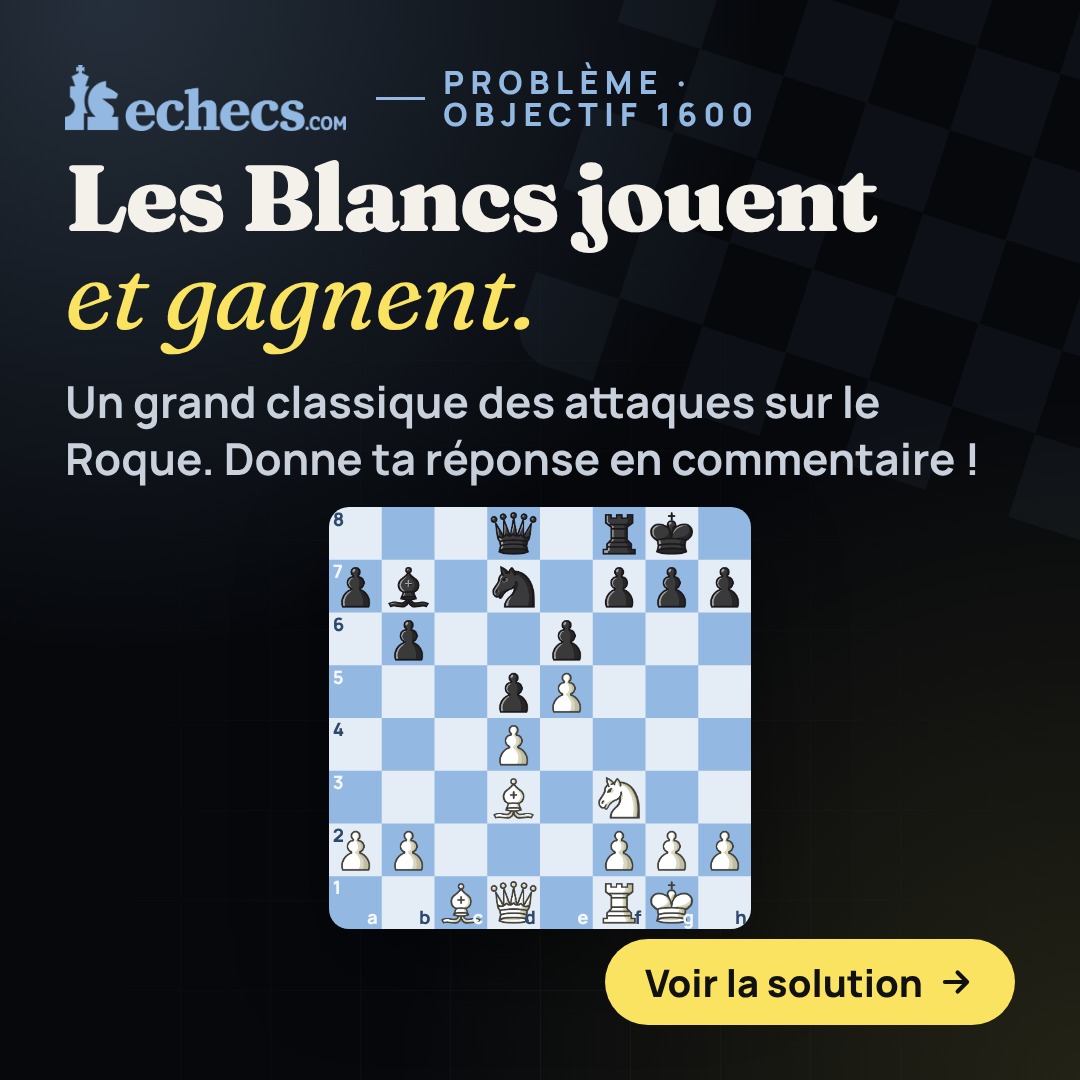 echecs.COM
PROBLÈME ·
OBJECTIF 1600
Les Blancs jouent
et gagnent.
Un grand classique des attaques sur le
Roque. Donne ta réponse en commentaire !
8
7
6
5
4
3
2
1
a b c d e f g h
Voir la solution →